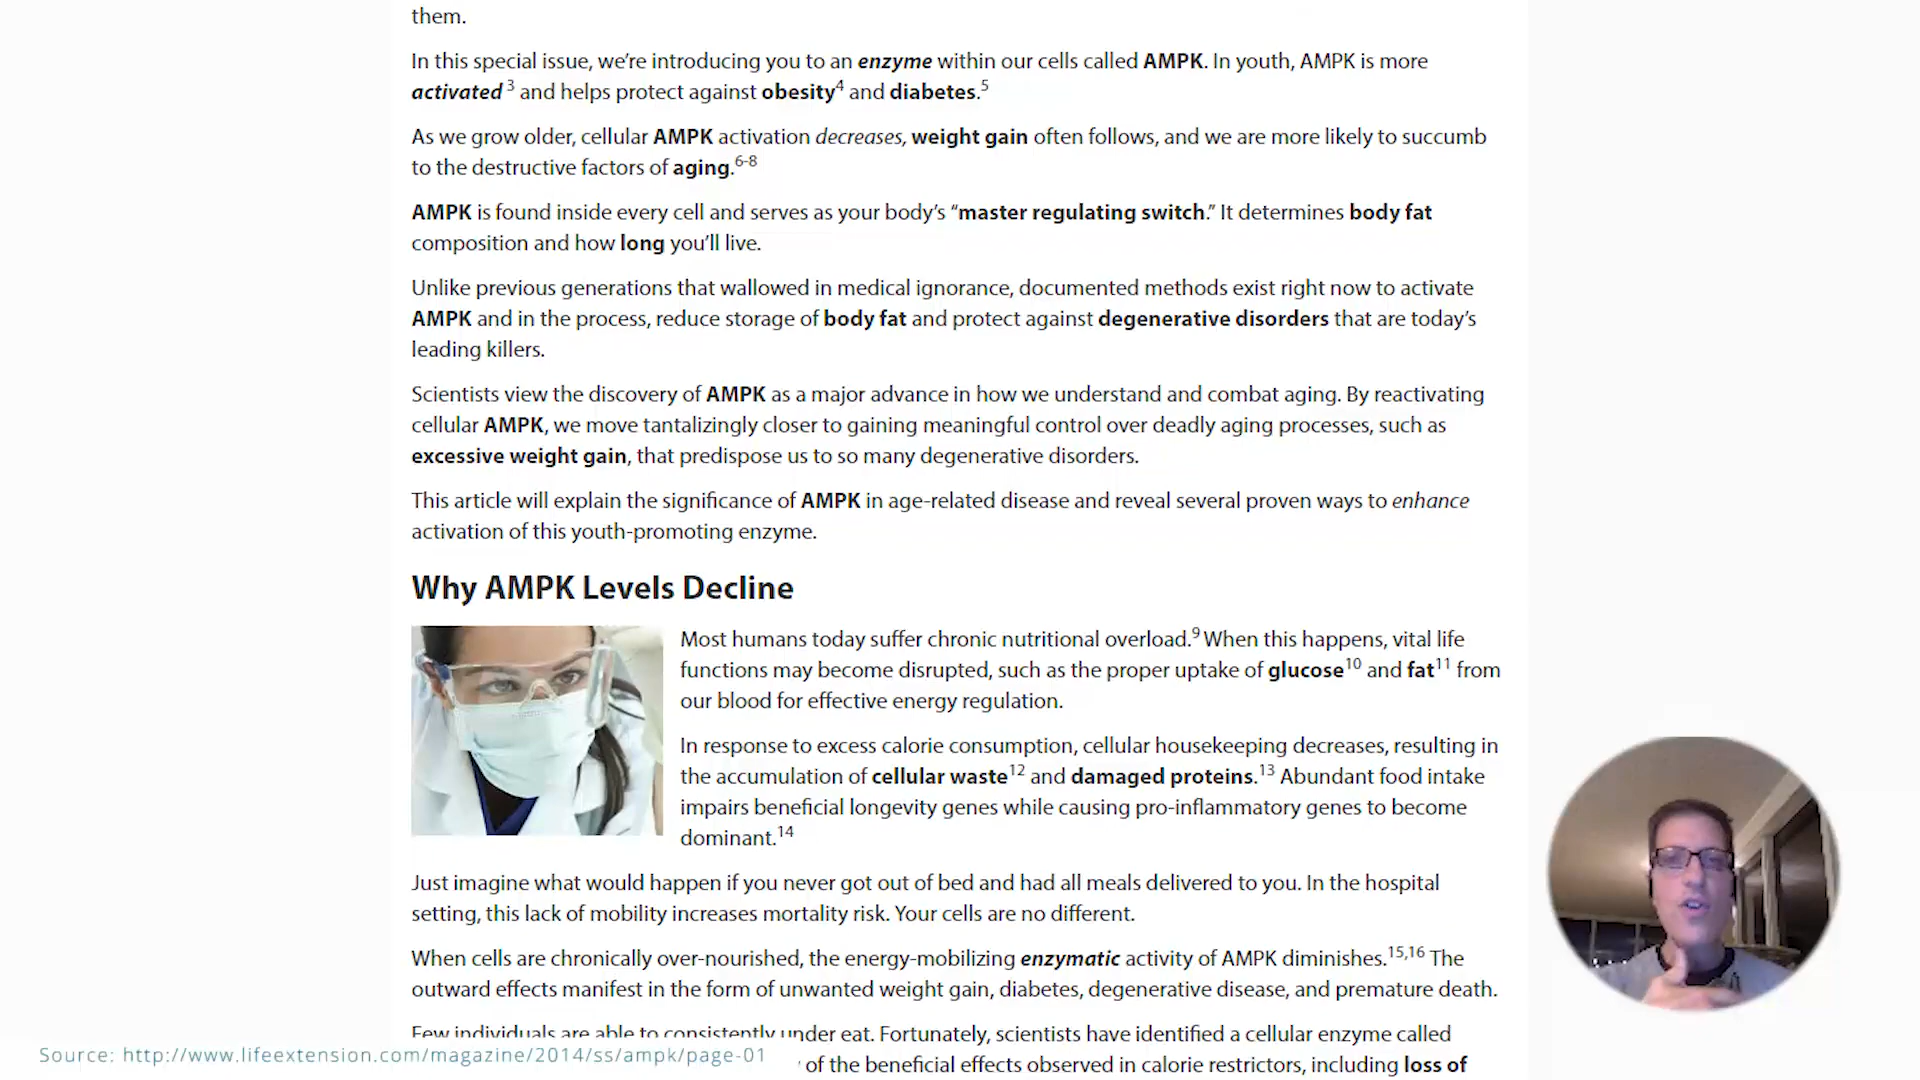 them.
In this special issue, we’re introducing you to an enzyme within our cells called AMPK. In youth, AMPK is more
activated3 and helps protect against obesity4 and diabetes.5
As we grow older, cellular AMPK activation decreases, weight gain often follows, and we are more likely to succumb
to the destructive factors of aging.6-8
AMPK is found inside every cell and serves as your body’s “master regulating switch.” It determines body fat
composition and how long you’ll live.
Unlike previous generations that wallowed in medical ignorance, documented methods exist right now to activate
AMPK and in the process, reduce storage of body fat and protect against degenerative disorders that are today’s
leading killers.
Scientists view the discovery of AMPK as a major advance in how we understand and combat aging. By reactivating
cellular AMPK, we move tantalizingly closer to gaining meaningful control over deadly aging processes, such as
excessive weight gain, that predispose us to so many degenerative disorders.
This article will explain the significance of AMPK in age-related disease and reveal several proven ways to enhance
activation of this youth-promoting enzyme.
Why AMPK Levels Decline
Most humans today suffer chronic nutritional overload.9 When this happens, vital life
functions may become disrupted, such as the proper uptake of glucose10 and fat11 from
our blood for effective energy regulation.
In response to excess calorie consumption, cellular housekeeping decreases, resulting in
the accumulation of cellular waste12 and damaged proteins.13 Abundant food intake
impairs beneficial longevity genes while causing pro-inflammatory genes to become
dominant.14
Just imagine what would happen if you never got out of bed and had all meals delivered to you. In the hospital
setting, this lack of mobility increases mortality risk. Your cells are no different.
When cells are chronically over-nourished, the energy-mobilizing enzymatic activity of AMPK diminishes.15,16 The
outward effects manifest in the form of unwanted weight gain, diabetes, degenerative disease, and premature death.
Few individuals are able to consistently under eat. Fortunately, scientists have identified a cellular enzyme called
of the beneficial effects observed in calorie restrictors, including loss of
Source: http://www.lifeextension.com/magazine/2014/ss/ampk/page-01